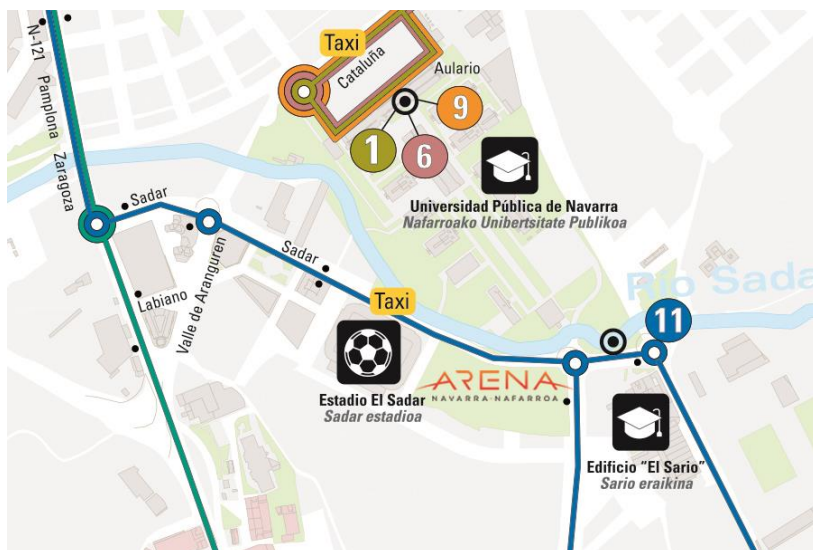 N-121 Pamplona Zaragoza
Taxi
Cataluña
Aulario
9
1
6
Universidad Pública de Navarra
Nafarroako Unibertsitate Publikoa
Sadar
Labiano
Valle de Aranguren
Sadar
Taxi
Río Sada
11
ARENA
NAVARRA-NAFARROA
Estadio El Sadar
Sadar estadioa
Edificio "El Sario"
Sario eraikina